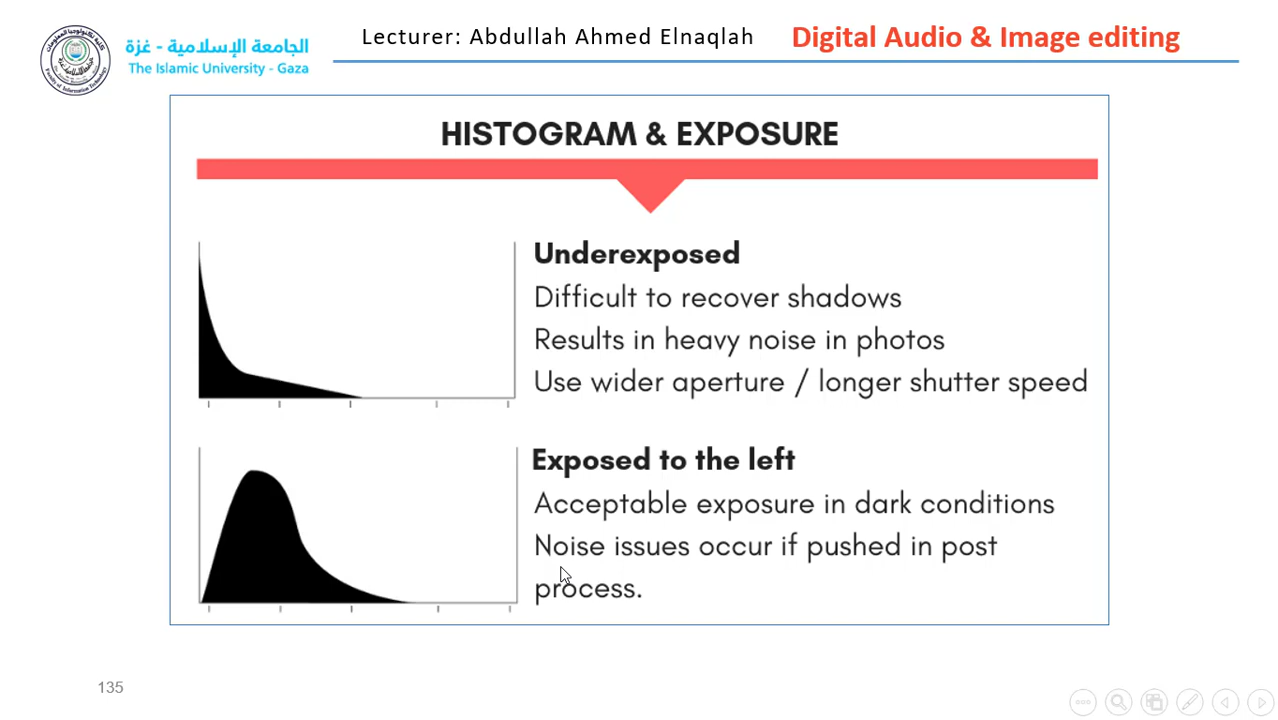 الجامعة الإسلامية - غزة
The Islamic University - Gaza
Lecturer: Abdullah Ahmed Elnaqlah
Digital Audio & Image editing
HISTOGRAM & EXPOSURE
Underexposed
Difficult to recover shadows
Results in heavy noise in photos
Use wider aperture / longer shutter speed
Exposed to the left
Acceptable exposure in dark conditions
Noise issues occur if pushed in post
process.
135